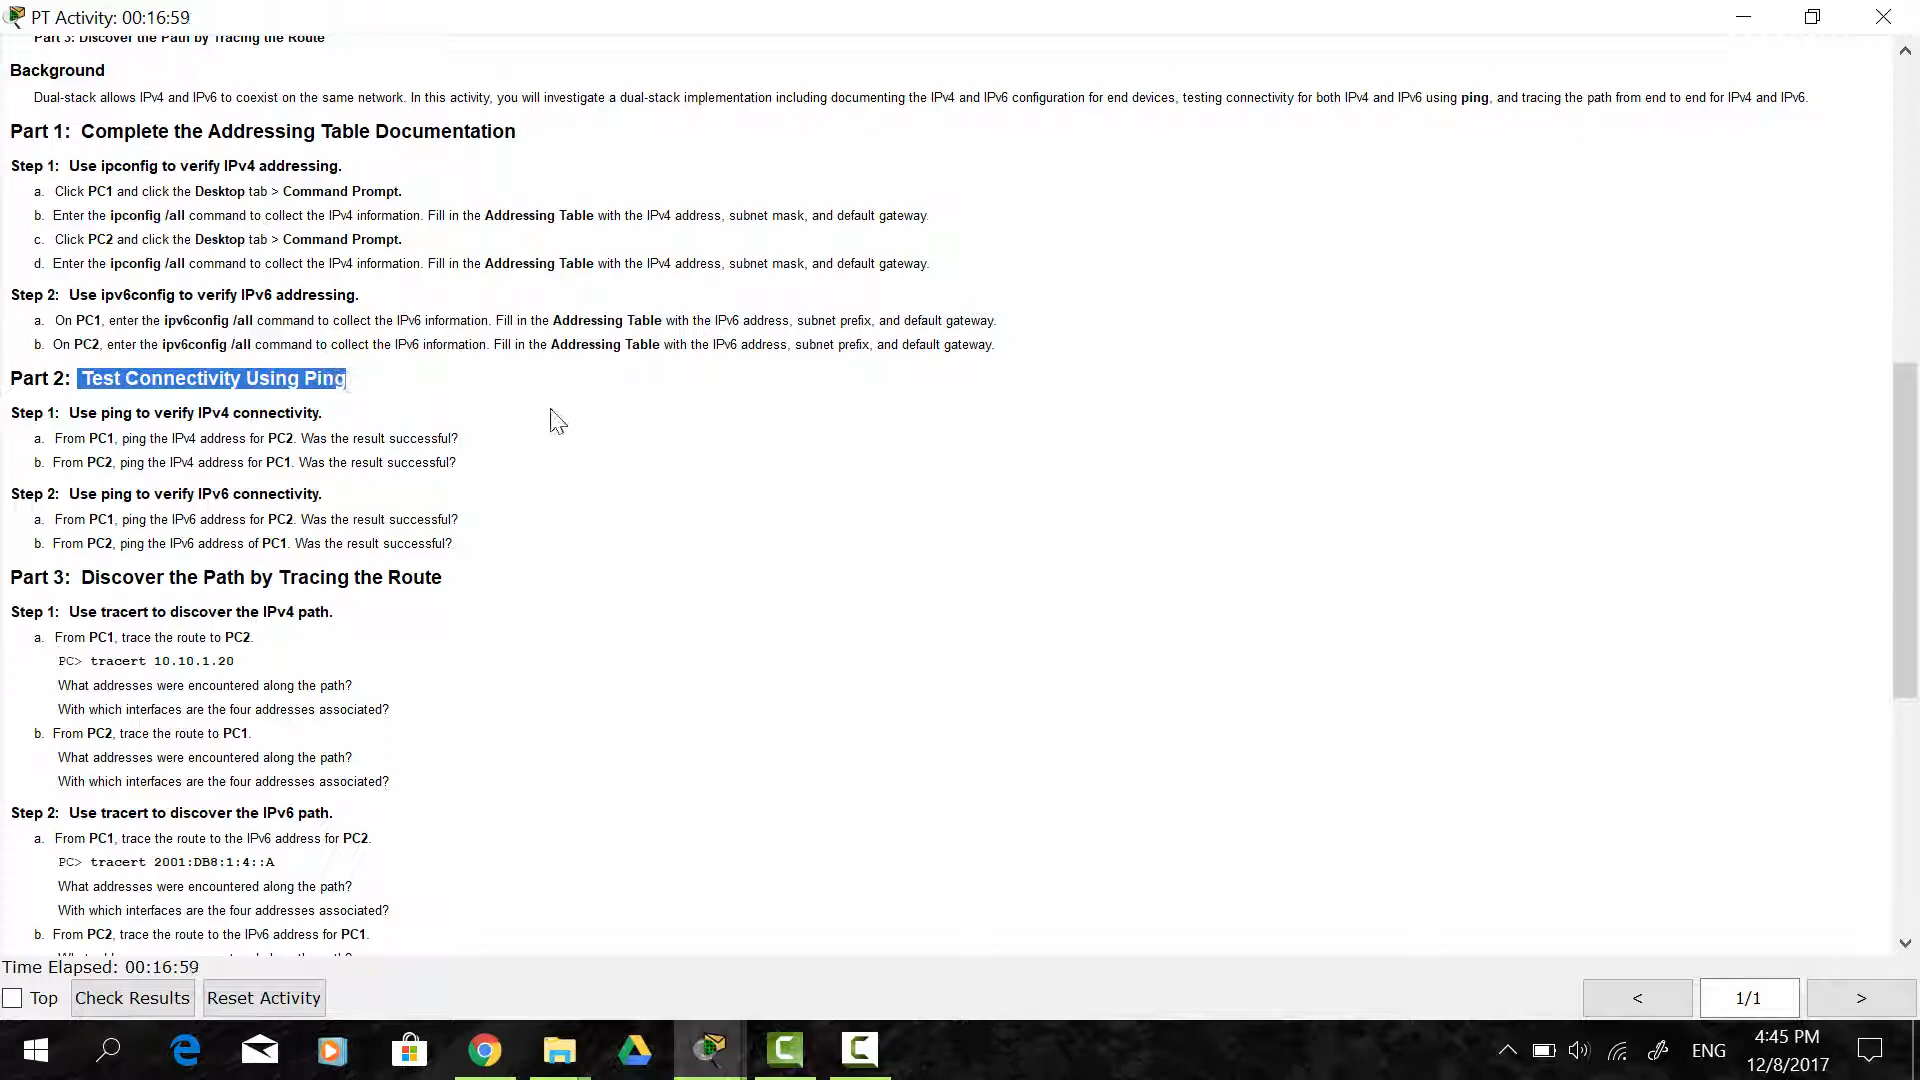 PT Activity: 00:16:59
Part 3: Discover the Path by Tracing the Route
Background
Dual-stack allows IPv4 and IPv6 to coexist on the same network. In this activity, you will investigate a dual-stack implementation including documenting the IPv4 and IPv6 configuration for end devices, testing connectivity for both IPv4 and IPv6 using ping, and tracing the path from end to end for IPv4 and IPv6.
Part 1: Complete the Addressing Table Documentation
Step 1: Use ipconfig to verify IPv4 addressing.
a. Click PC1 and click the Desktop tab > Command Prompt.
b. Enter the ipconfig /all command to collect the IPv4 information. Fill in the Addressing Table with the IPv4 address, subnet mask, and default gateway.
c. Click PC2 and click the Desktop tab > Command Prompt.
d. Enter the ipconfig /all command to collect the IPv4 information. Fill in the Addressing Table with the IPv4 address, subnet mask, and default gateway.
Step 2: Use ipv6config to verify IPv6 addressing.
a. On PC1, enter the ipv6config /all command to collect the IPv6 information. Fill in the Addressing Table with the IPv6 address, subnet prefix, and default gateway.
b. On PC2, enter the ipv6config /all command to collect the IPv6 information. Fill in the Addressing Table with the IPv6 address, subnet prefix, and default gateway.
Part 2: Test Connectivity Using Ping
Step 1: Use ping to verify IPv4 connectivity.
a. From PC1, ping the IPv4 address for PC2. Was the result successful?
b. From PC2, ping the IPv4 address for PC1. Was the result successful?
Step 2: Use ping to verify IPv6 connectivity.
a. From PC1, ping the IPv6 address for PC2. Was the result successful?
b. From PC2, ping the IPv6 address of PC1. Was the result successful?
Part 3: Discover the Path by Tracing the Route
Step 1: Use tracert to discover the IPv4 path.
a. From PC1, trace the route to PC2.
PC> tracert 10.10.1.20
What addresses were encountered along the path?
With which interfaces are the four addresses associated?
b. From PC2, trace the route to PC1.
What addresses were encountered along the path?
With which interfaces are the four addresses associated?
Step 2: Use tracert to discover the IPv6 path.
a. From PC1, trace the route to the IPv6 address for PC2.
PC> tracert 2001:DB8:1:4::A
What addresses were encountered along the path?
With which interfaces are the four addresses associated?
b. From PC2, trace the route to the IPv6 address for PC1.
Time Elapsed: 00:16:59
Top Check Results Reset Activity < 1/1 >
ENG 4:45 PM
12/8/2017